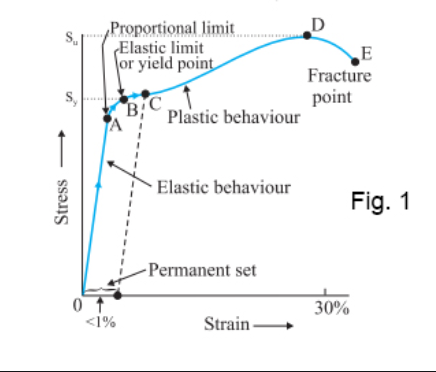 Proportional limit
Elastic limit
or yield point
Sᵤ
D
E
Fracture
point
Sᵧ
B
C
A
Plastic behaviour
Stress
Elastic behaviour
Fig. 1
Permanent set
0
<1%
30%
Strain